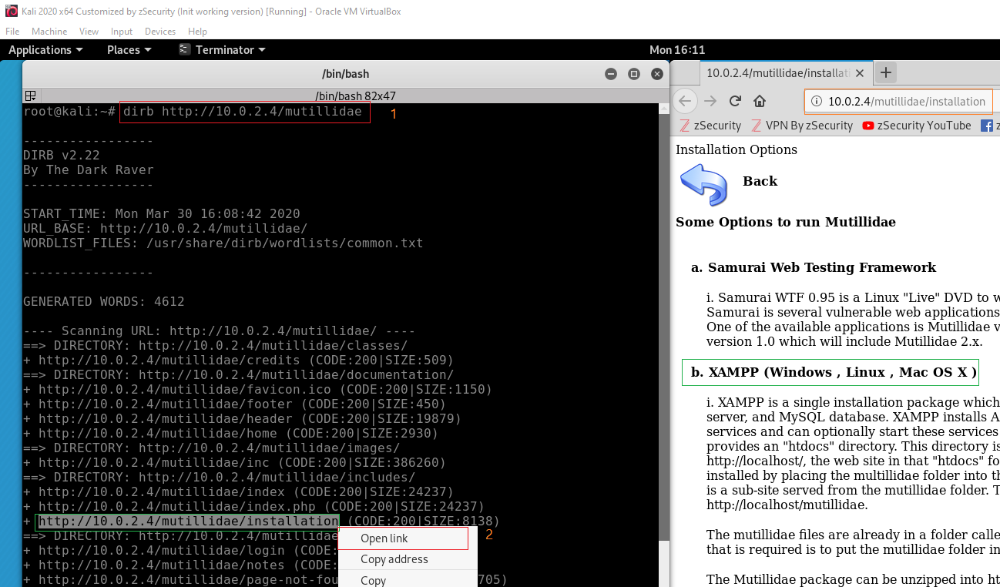 Kali 2020 x64 Customized by zSecurity (Init working version) [Running] - Oracle VM VirtualBox
File Machine View Input Devices Help
Applications Places Terminator Mon 16:11
/bin/bash
/bin/bash 82x47
root@kali:~# dirb http://10.0.2.4/mutillidae 1
-----------------
DIRB v2.22
By The Dark Raver
-----------------
START_TIME: Mon Mar 30 16:08:42 2020
URL_BASE: http://10.0.2.4/mutillidae/
WORDLIST_FILES: /usr/share/dirb/wordlists/common.txt
-----------------
GENERATED WORDS: 4612
---- Scanning URL: http://10.0.2.4/mutillidae/ ----
==> DIRECTORY: http://10.0.2.4/mutillidae/classes/
+ http://10.0.2.4/mutillidae/credits (CODE:200|SIZE:509)
==> DIRECTORY: http://10.0.2.4/mutillidae/documentation/
+ http://10.0.2.4/mutillidae/favicon.ico (CODE:200|SIZE:1150)
+ http://10.0.2.4/mutillidae/footer (CODE:200|SIZE:450)
+ http://10.0.2.4/mutillidae/header (CODE:200|SIZE:19879)
+ http://10.0.2.4/mutillidae/home (CODE:200|SIZE:2930)
==> DIRECTORY: http://10.0.2.4/mutillidae/images/
+ http://10.0.2.4/mutillidae/inc (CODE:200|SIZE:386260)
==> DIRECTORY: http://10.0.2.4/mutillidae/includes/
+ http://10.0.2.4/mutillidae/index (CODE:200|SIZE:24237)
+ http://10.0.2.4/mutillidae/index.php (CODE:200|SIZE:24237)
+ http://10.0.2.4/mutillidae/installation (CODE:200|SIZE:8138)
==> DIRECTORY: http://10.0.2.4/mutillidae
+ http://10.0.2.4/mutillidae/login (CODE:
+ http://10.0.2.4/mutillidae/notes (CODE:
+ http://10.0.2.4/mutillidae/page-not-fou 705)
Open link 2
Copy address
Copy
10.0.2.4/mutillidae/installati
10.0.2.4/mutillidae/installation
zSecurity VPN By zSecurity zSecurity YouTube z
Installation Options
Back
Some Options to run Mutillidae
a. Samurai Web Testing Framework
i. Samurai WTF 0.95 is a Linux "Live" DVD to w
Samurai is several vulnerable web applications
One of the available applications is Mutillidae v
version 1.0 which will include Mutillidae 2.x.
b. XAMPP (Windows , Linux , Mac OS X )
i. XAMPP is a single installation package which
server, and MySQL database. XAMPP installs A
services and can optionally start these services
provides an "htdocs" directory. This directory is
http://localhost/, the web site in that "htdocs" fo
installed by placing the multillidae folder into th
is a sub-site served from the mutillidae folder. T
http://localhost/mutillidae.
The mutillidae files are already in a folder calle
that is required is to put the mutillidae folder in
The Mutillidae package can be unzipped into ht